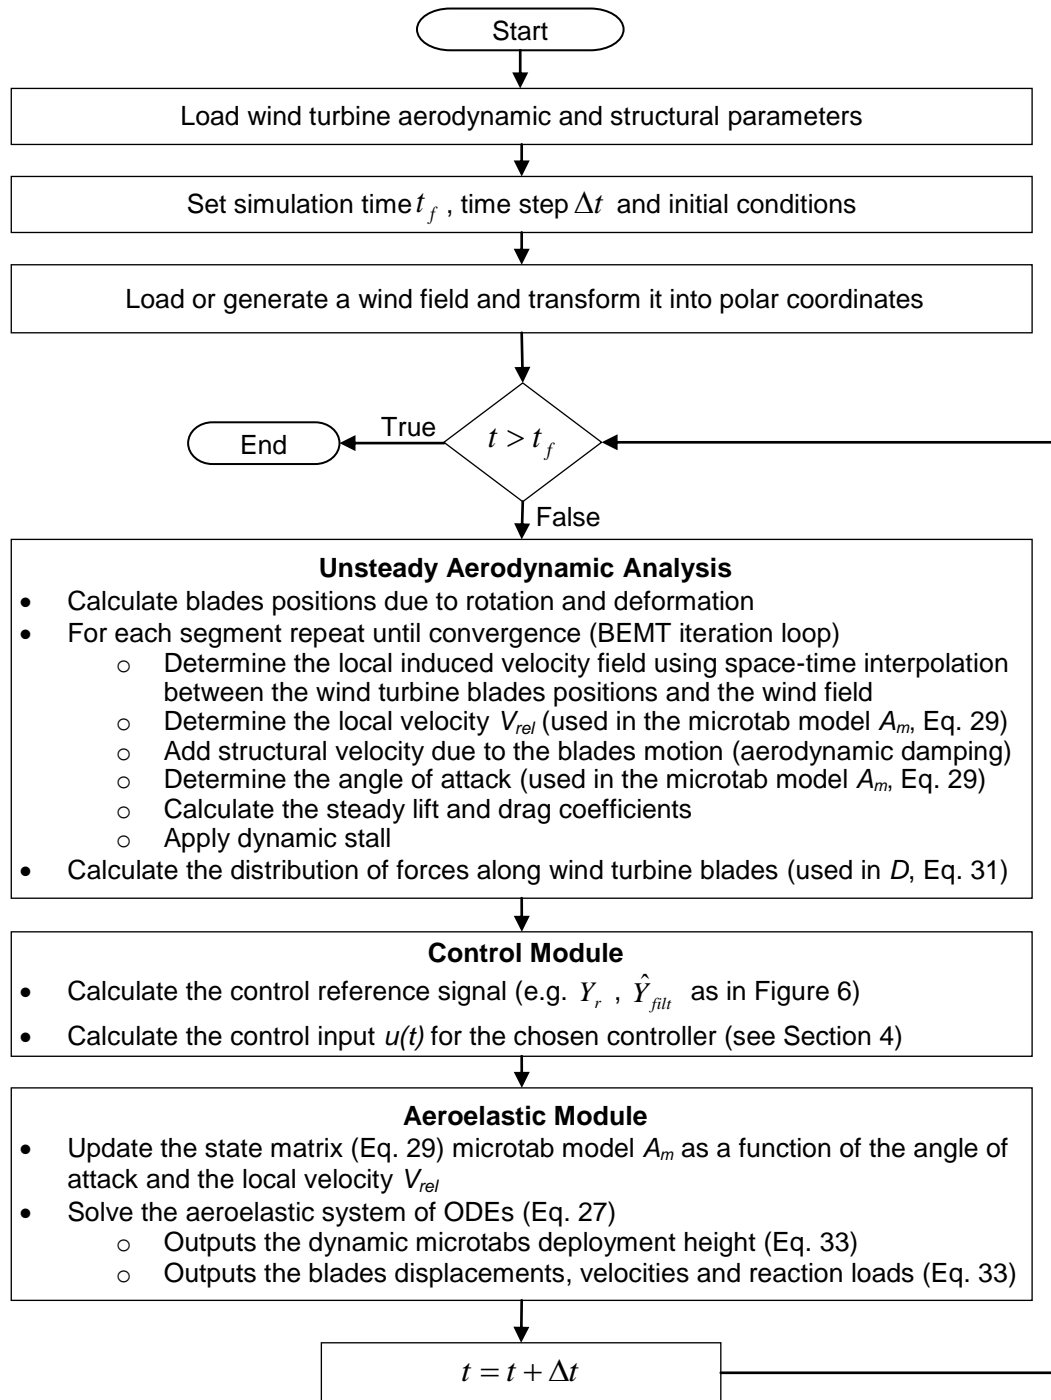 Start
Load wind turbine aerodynamic and structural parameters
Set simulation time t_f , time step Δt and initial conditions
Load or generate a wind field and transform it into polar coordinates
True
End
t > t_f
False
Unsteady Aerodynamic Analysis
• Calculate blades positions due to rotation and deformation
• For each segment repeat until convergence (BEMT iteration loop)
o Determine the local induced velocity field using space-time interpolation
between the wind turbine blades positions and the wind field
o Determine the local velocity V_rel (used in the microtab model A_m, Eq. 29)
o Add structural velocity due to the blades motion (aerodynamic damping)
o Determine the angle of attack (used in the microtab model A_m, Eq. 29)
o Calculate the steady lift and drag coefficients
o Apply dynamic stall
• Calculate the distribution of forces along wind turbine blades (used in D, Eq. 31)
Control Module
• Calculate the control reference signal (e.g. Y_r , Ŷ_filt as in Figure 6)
• Calculate the control input u(t) for the chosen controller (see Section 4)
Aeroelastic Module
• Update the state matrix (Eq. 29) microtab model A_m as a function of the angle of
attack and the local velocity V_rel
• Solve the aeroelastic system of ODEs (Eq. 27)
o Outputs the dynamic microtabs deployment height (Eq. 33)
o Outputs the blades displacements, velocities and reaction loads (Eq. 33)
t = t + Δt